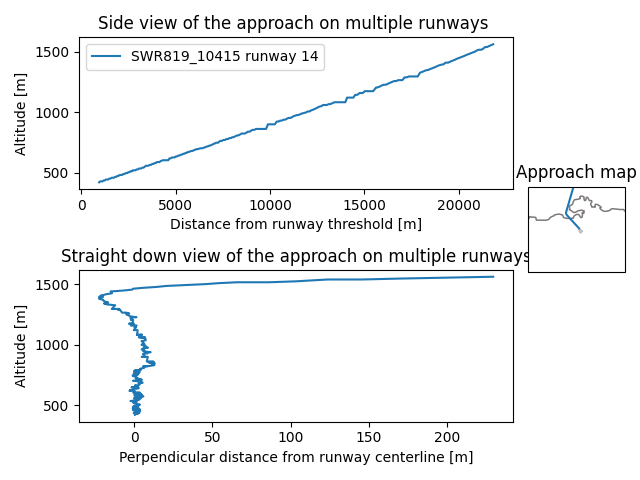 Side view of the approach on multiple runways
SWR819_10415 runway 14
Altitude [m]
1500
1000
500
0
5000
10000
15000
20000
Distance from runway threshold [m]
Approach map
Straight down view of the approach on multiple runways
Altitude [m]
1500
1000
500
0
50
100
150
200
Perpendicular distance from runway centerline [m]